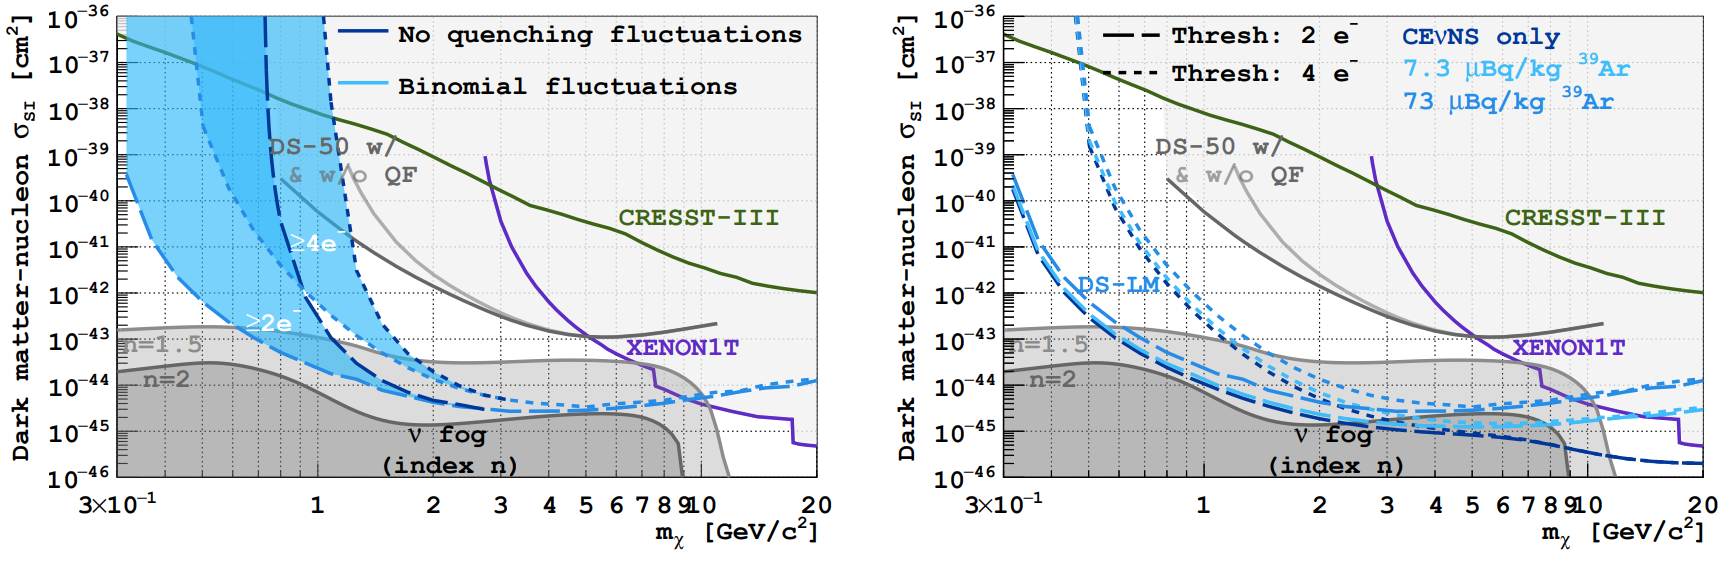 10⁻³⁶
10⁻³⁷
10⁻³⁸
10⁻³⁹
10⁻⁴⁰
10⁻⁴¹
10⁻⁴²
10⁻⁴³
10⁻⁴⁴
10⁻⁴⁵
10⁻⁴⁶
Dark matter-nucleon σSI [cm²]
No quenching fluctuations
Binomial fluctuations
DS-50 w/
& w/o QF
CRESST-III
≥4e⁻
≥2e⁻
n=1.5
n=2
XENON1T
ν fog
(index n)
3×10⁻¹ 1 2 3 4 5 6 7 8 9 10 20
mχ [GeV/c²]
10⁻³⁶
10⁻³⁷
10⁻³⁸
10⁻³⁹
10⁻⁴⁰
10⁻⁴¹
10⁻⁴²
10⁻⁴³
10⁻⁴⁴
10⁻⁴⁵
10⁻⁴⁶
Dark matter-nucleon σSI [cm²]
Thresh: 2 e⁻
Thresh: 4 e⁻
CEνNS only
7.3 μBq/kg ³⁹Ar
73 μBq/kg ³⁹Ar
DS-50 w/
& w/o QF
CRESST-III
DS-LM
n=1.5
n=2
XENON1T
ν fog
(index n)
3×10⁻¹ 1 2 3 4 5 6 7 8 9 10 20
mχ [GeV/c²]